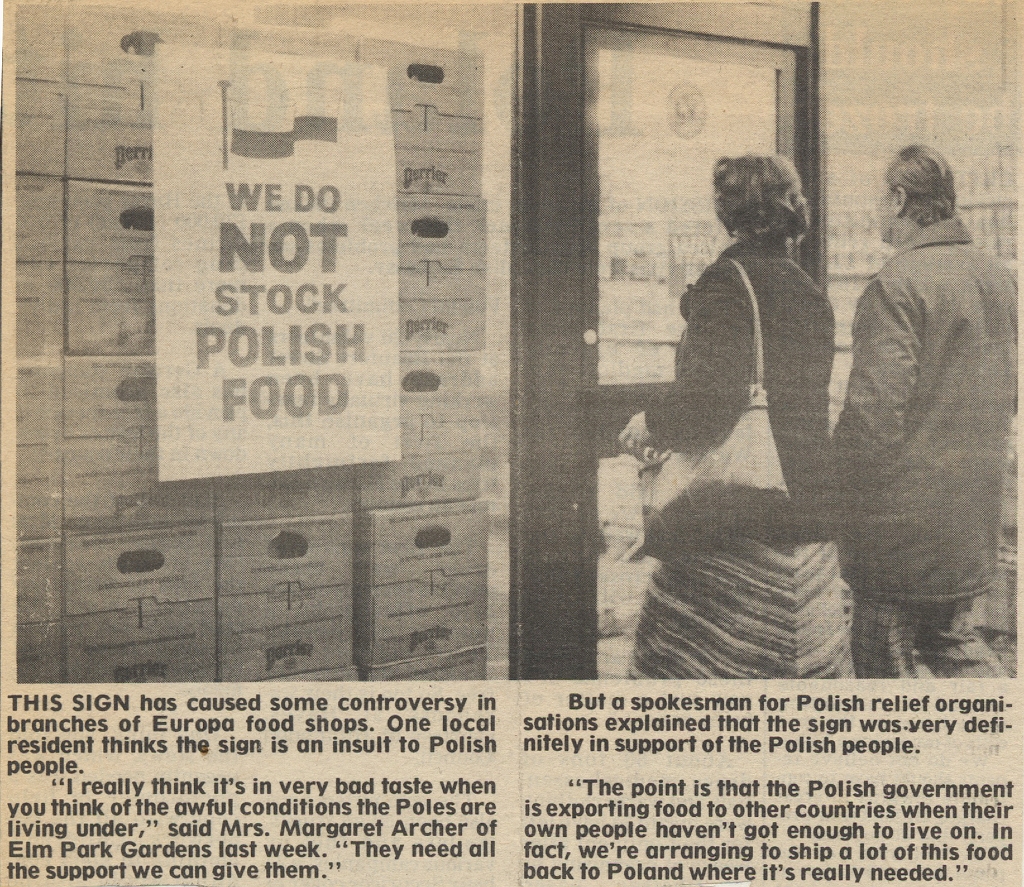 WE DO
NOT
STOCK
POLISH
FOOD
Perrier
Perrier
Perrier
Perrier
Perrier
Perrier
Perrier
THIS SIGN has caused some controversy in
branches of Europa food shops. One local
resident thinks the sign is an insult to Polish
people.
"I really think it's in very bad taste when
you think of the awful conditions the Poles are
living under," said Mrs. Margaret Archer of
Elm Park Gardens last week. "They need all
the support we can give them."
But a spokesman for Polish relief organi-
sations explained that the sign was very defi-
nitely in support of the Polish people.
"The point is that the Polish government
is exporting food to other countries when their
own people haven't got enough to live on. In
fact, we're arranging to ship a lot of this food
back to Poland where it's really needed."